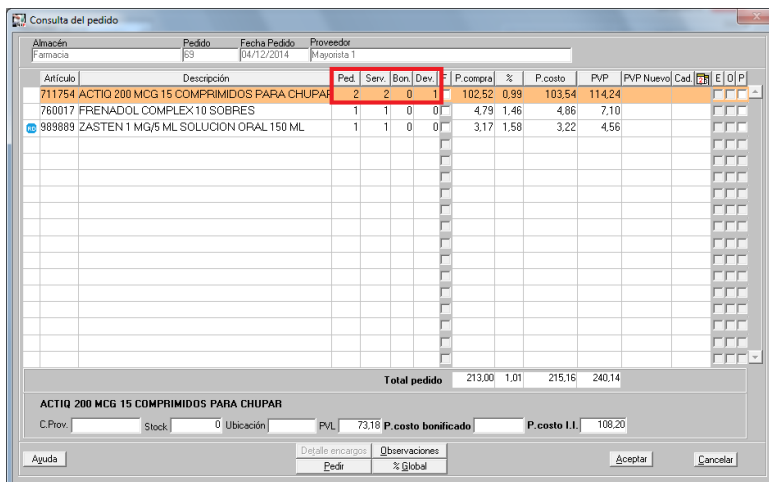 Consulta del pedido
Almacén Pedido Fecha Pedido Proveedor
Farmacia 69 04/12/2014 Mayorista 1
Artículo Descripción Ped. Serv. Bon. Dev. F P.compra % P.costo PVP PVP Nuevo Cad. E O P
711754 ACTIQ 200 MCG 15 COMPRIMIDOS PARA CHUPAR 2 2 0 1 102,52 0,99 103,54 114,24
760017 FRENADOL COMPLEX 10 SOBRES 1 1 0 0 4,79 1,46 4,86 7,10
RD 989889 ZASTEN 1 MG/5 ML SOLUCION ORAL 150 ML 1 1 0 0 3,17 1,58 3,22 4,56
Total pedido 213,00 1,01 215,16 240,14
ACTIQ 200 MCG 15 COMPRIMIDOS PARA CHUPAR
C.Prov. Stock 0 Ubicación PVL 73,18 P.costo bonificado P.costo I.I. 108,20
Ayuda Detalle encargos Observaciones Aceptar Cancelar
Pedir % Global